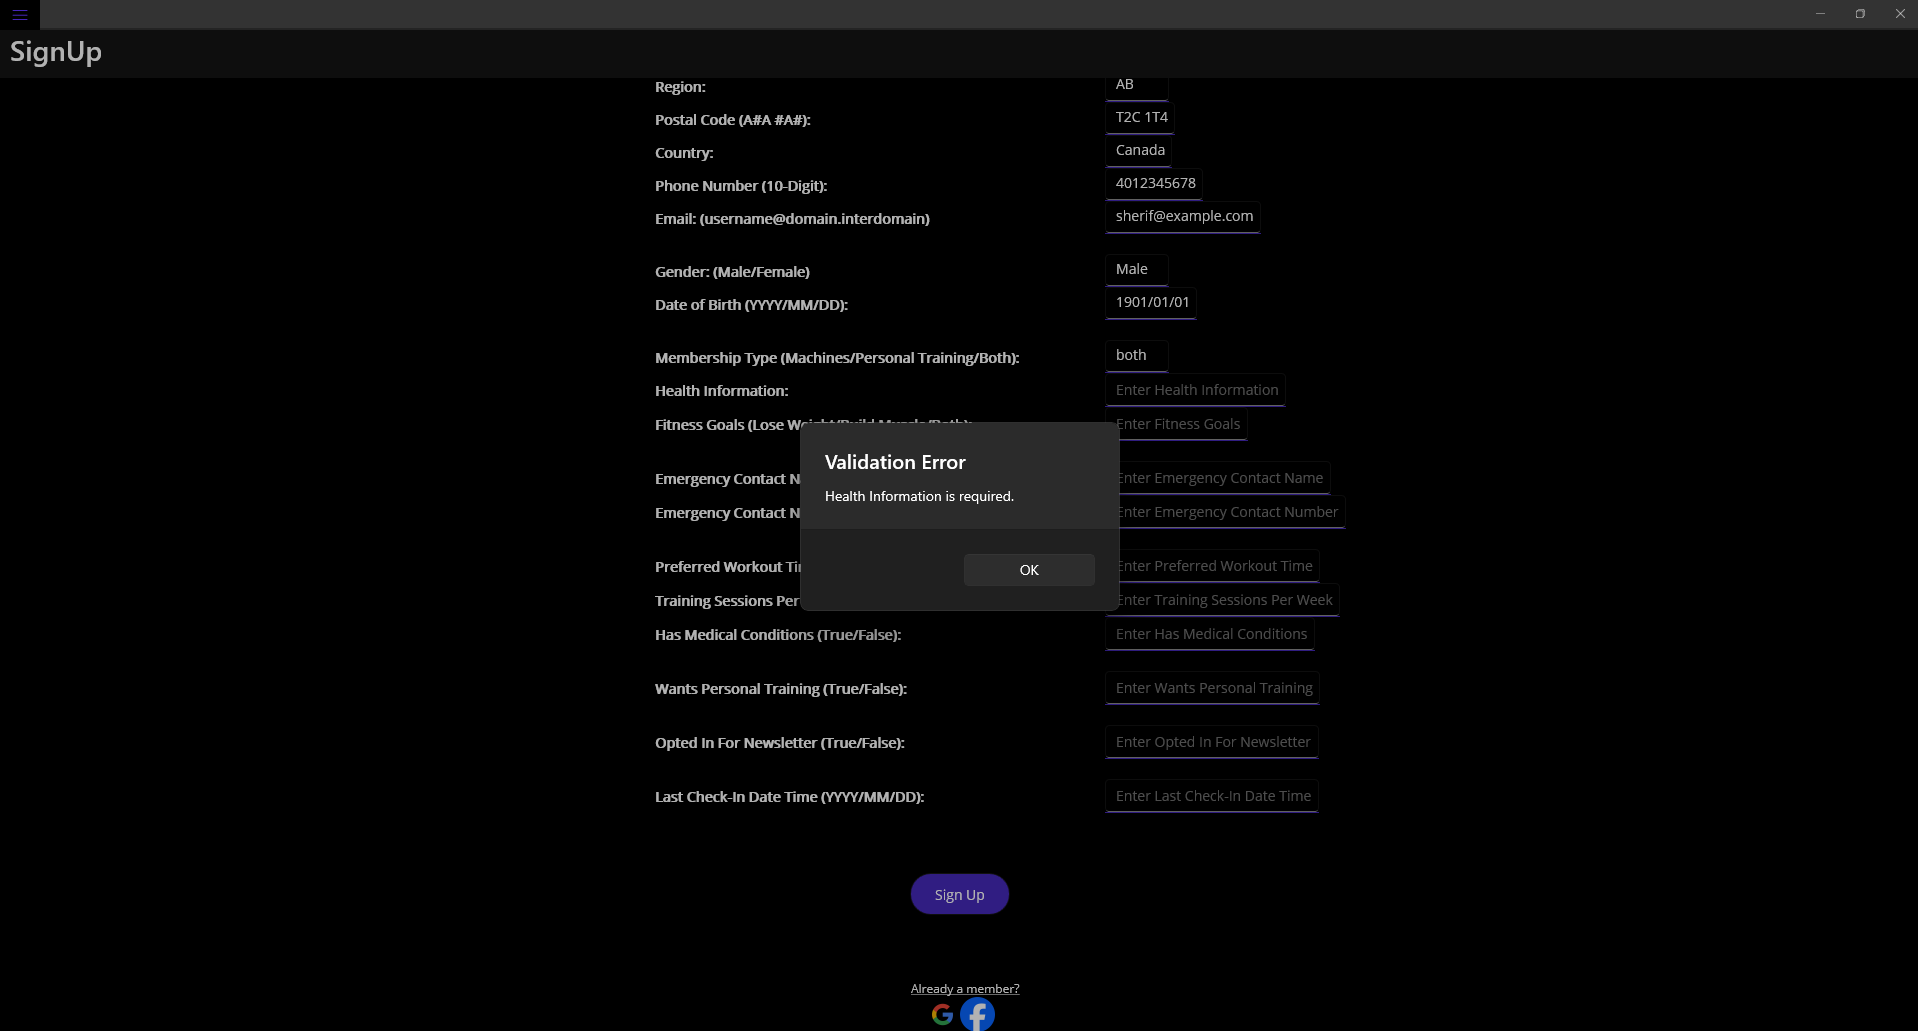 SignUp
Region: AB
Postal Code (A#A #A#): T2C 1T4
Country: Canada
Phone Number (10-Digit): 4012345678
Email: (username@domain.interdomain) sherif@example.com
Gender: (Male/Female) Male
Date of Birth (YYYY/MM/DD): 1901/01/01
Membership Type (Machines/Personal Training/Both): both
Health Information: Enter Health Information
Fitness Goals (Lose Weight/Build Muscle/Both): Enter Fitness Goals
Validation Error
Health Information is required.
OK
Emergency Contact Enter Emergency Contact Name
Emergency Contact Enter Emergency Contact Number
Preferred Workout Enter Preferred Workout Time
Training Sessions Per Enter Training Sessions Per Week
Has Medical Conditions (True/False): Enter Has Medical Conditions
Wants Personal Training (True/False): Enter Wants Personal Training
Opted In For Newsletter (True/False): Enter Opted In For Newsletter
Last Check-In Date Time (YYYY/MM/DD): Enter Last Check-In Date Time
Sign Up
Already a member?